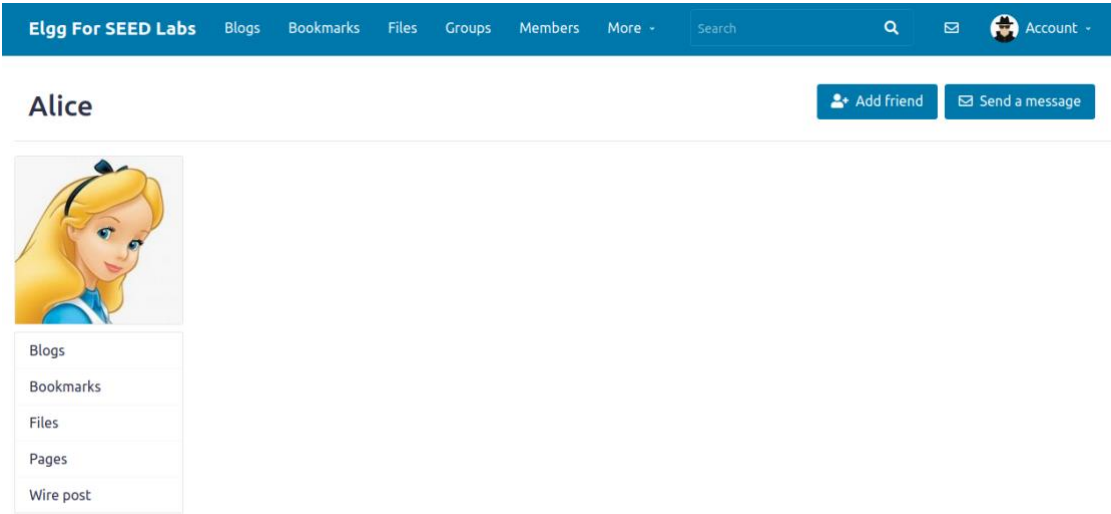 Elgg For SEED Labs Blogs Bookmarks Files Groups Members More Search Account
Alice Add friend Send a message
Blogs
Bookmarks
Files
Pages
Wire post